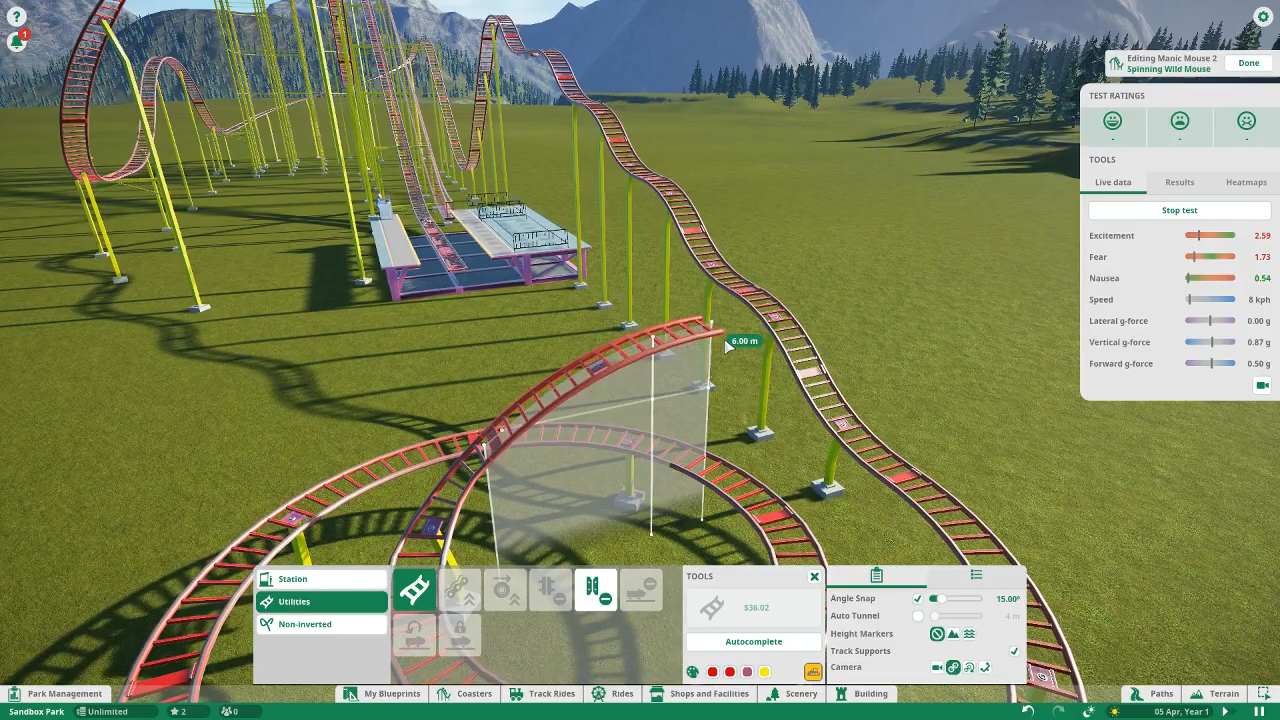 ?
1
Editing Manic Mouse 2
Spinning Wild Mouse
Done
TEST RATINGS
- - -
TOOLS
Live data Results Heatmaps
Stop test
Excitement 2.59
Fear 1.73
Nausea 0.54
Speed 8 kph
Lateral g-force 0.00 g
Vertical g-force 0.87 g
Forward g-force 0.50 g
6.00 m
Station
Utilities
Non-inverted
TOOLS
$36.02
Autocomplete
Angle Snap 15.00°
Auto Tunnel 4 m
Height Markers
Track Supports
Camera
Park Management My Blueprints Coasters Track Rides Rides Shops and Facilities Scenery Building Paths Terrain
Sandbox Park Unlimited 2 0 05 Apr, Year 1